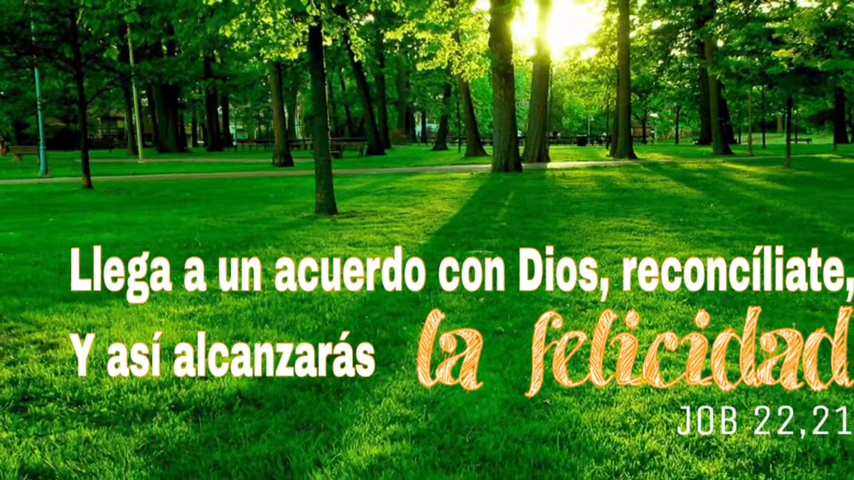 Llega a un acuerdo con Dios, reconcíliate,
Y así alcanzarás la felicidad
JOB 22,21